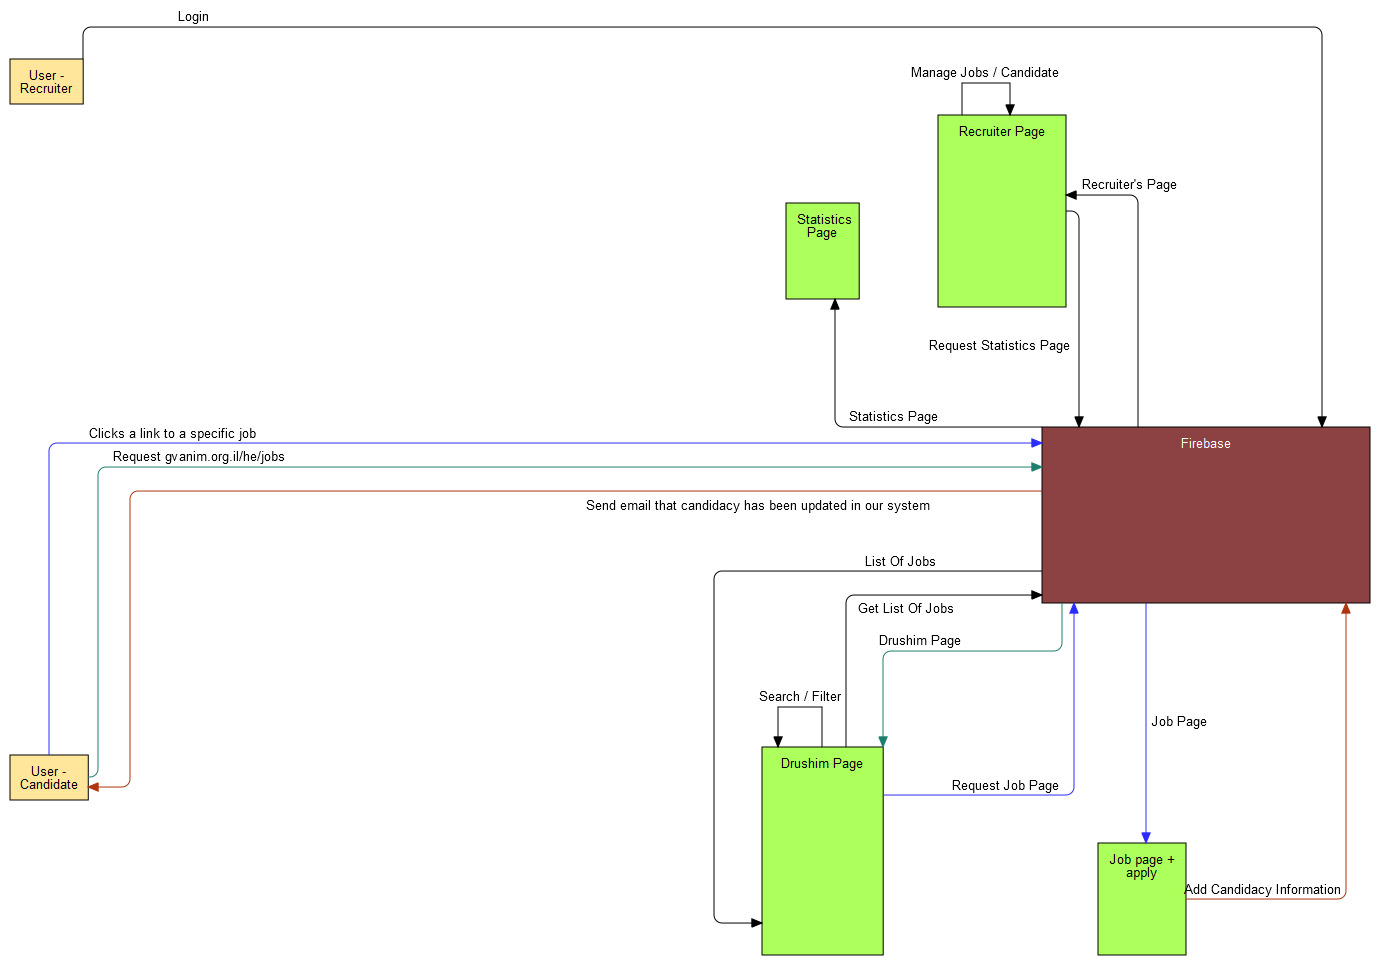 Login
User -
Recruiter
Manage Jobs / Candidate
Recruiter Page
Recruiter's Page
Statistics
Page
Request Statistics Page
Statistics Page
Clicks a link to a specific job
Firebase
Request gvanim.org.il/he/jobs
Send email that candidacy has been updated in our system
List Of Jobs
Get List Of Jobs
Drushim Page
Search / Filter
Job Page
User -
Candidate
Drushim Page
Request Job Page
Job page +
apply
Add Candidacy Information